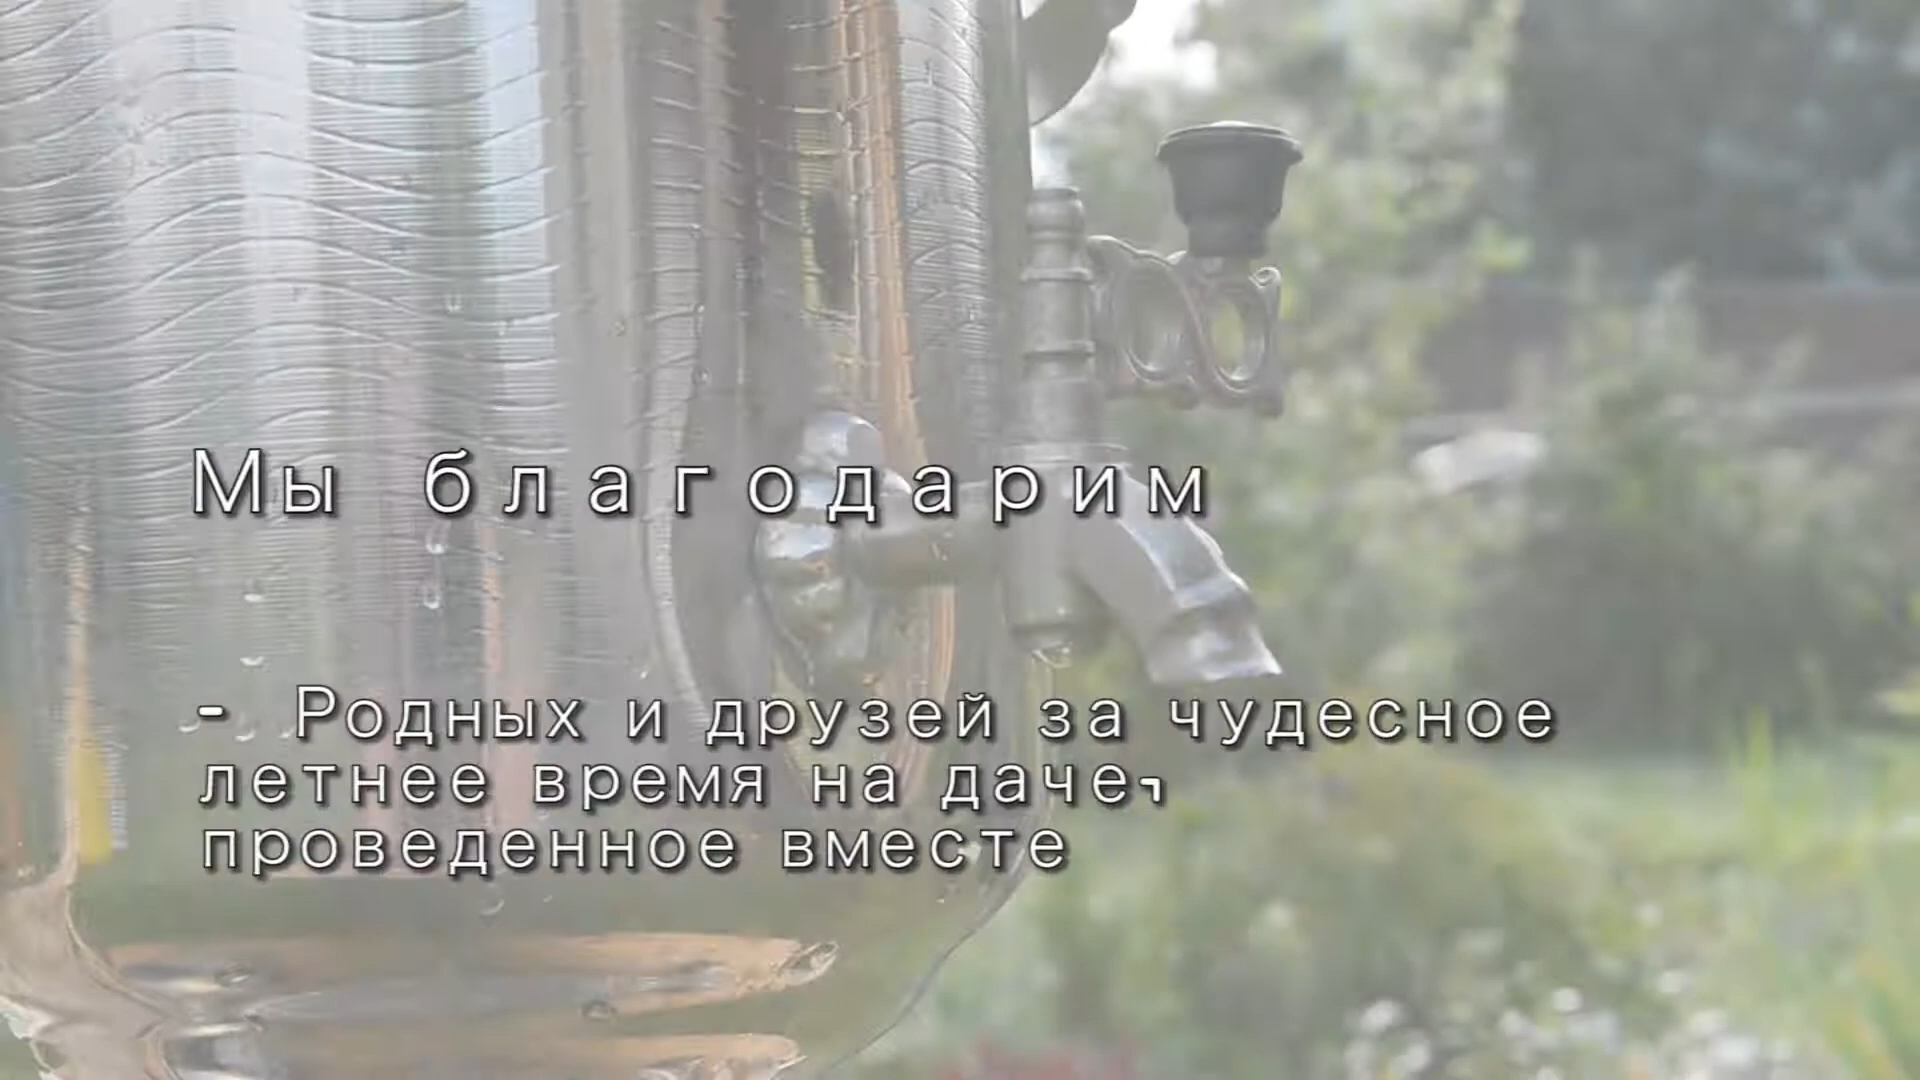 Мы благодарим
- Родных и друзей за чудесное
летнее время на даче,
проведенное вместе